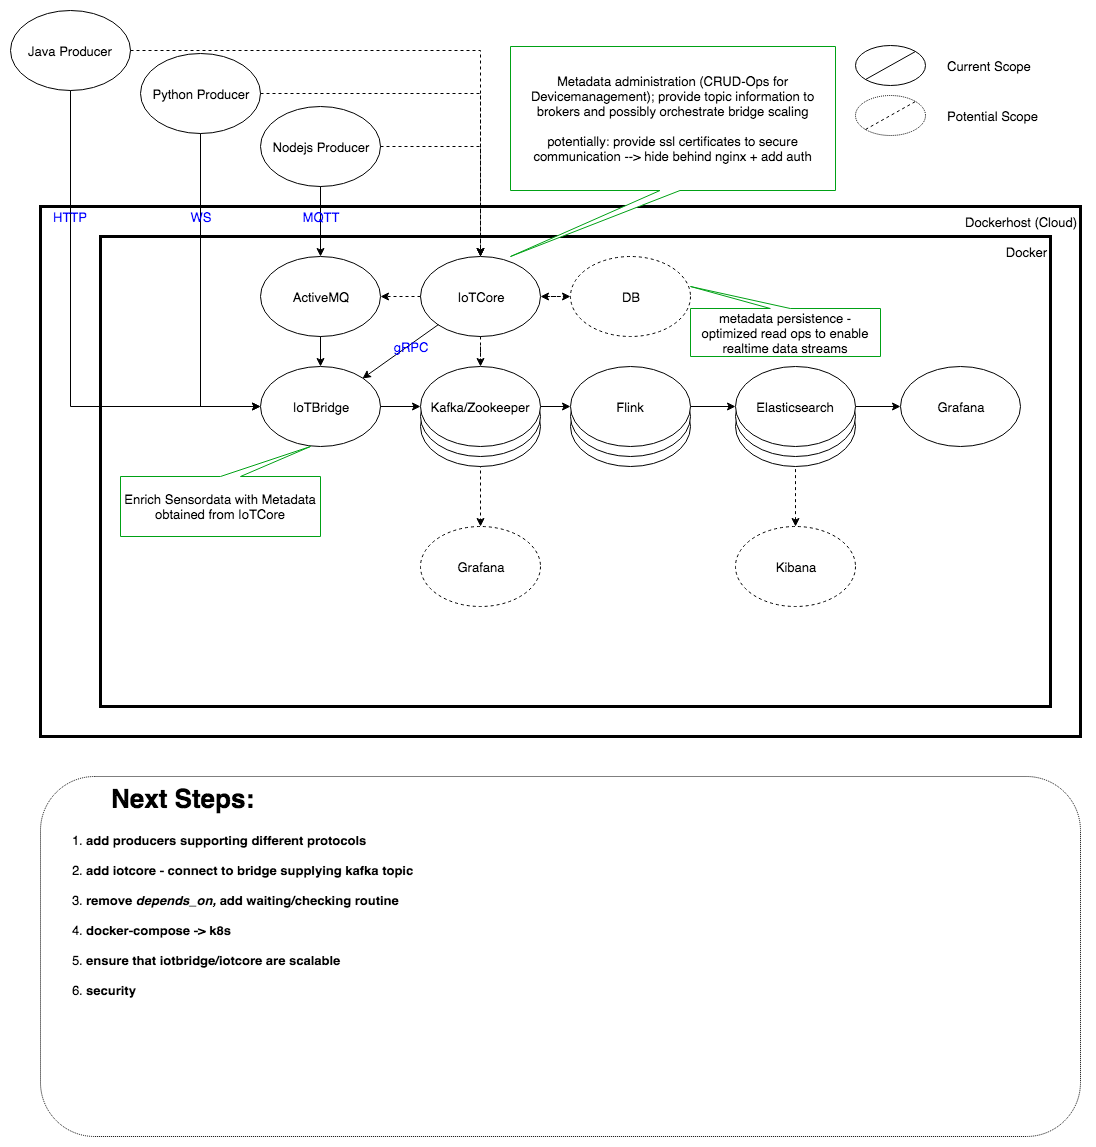 Java Producer
Python Producer
Nodejs Producer
Metadata administration (CRUD-Ops for
Devicemanagement); provide topic information to
brokers and possibly orchestrate bridge scaling
potentially: provide ssl certificates to secure
communication --> hide behind nginx + add auth
Current Scope
Potential Scope
HTTP
WS
MQTT
Dockerhost (Cloud)
Docker
ActiveMQ
IoTCore
DB
metadata persistence -
optimized read ops to enable
realtime data streams
gRPC
IoTBridge
Kafka/Zookeeper
Flink
Elasticsearch
Grafana
Enrich Sensordata with Metadata
obtained from IoTCore
Grafana
Kibana
Next Steps:
1. add producers supporting different protocols
2. add iotcore - connect to bridge supplying kafka topic
3. remove depends_on, add waiting/checking routine
4. docker-compose -> k8s
5. ensure that iotbridge/iotcore are scalable
6. security